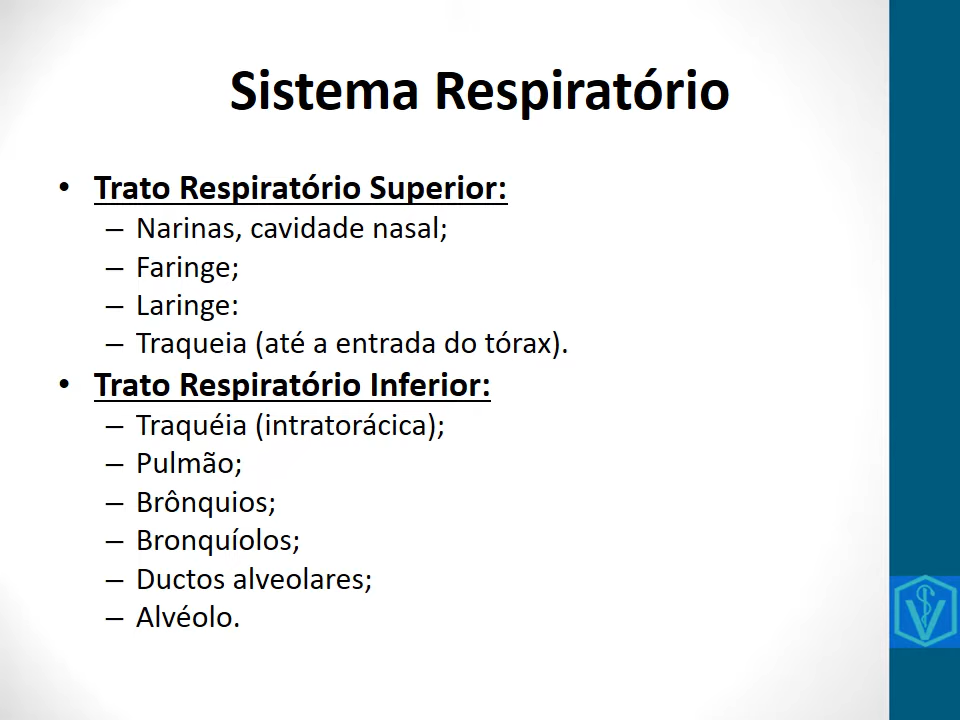 Sistema Respiratório
• Trato Respiratório Superior:
– Narinas, cavidade nasal;
– Faringe;
– Laringe:
– Traqueia (até a entrada do tórax).
• Trato Respiratório Inferior:
– Traquéia (intratorácica);
– Pulmão;
– Brônquios;
– Bronquíolos;
– Ductos alveolares;
– Alvéolo.
V